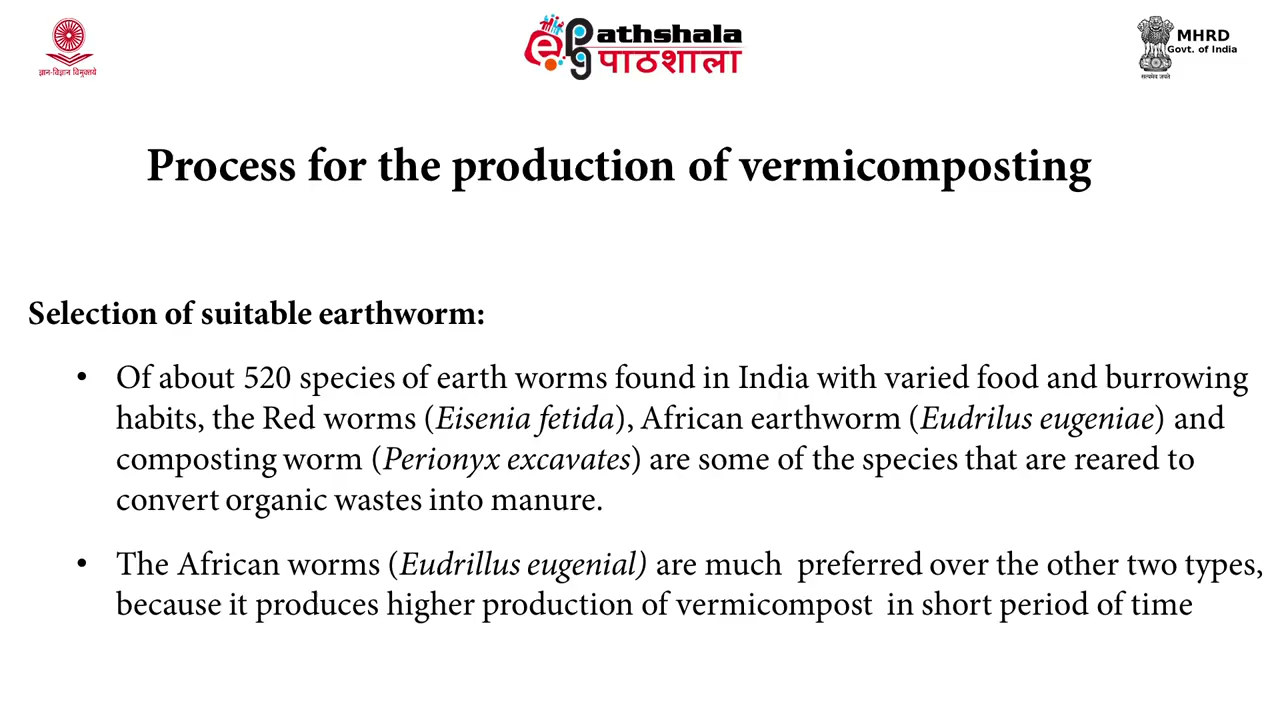 ज्ञान-विज्ञान विमुक्तये
e Pathshala
पाठशाला
MHRD
Govt. of India
सत्यमेव जयते
Process for the production of vermicomposting
Selection of suitable earthworm:
• Of about 520 species of earth worms found in India with varied food and burrowing
habits, the Red worms (Eisenia fetida), African earthworm (Eudrilus eugeniae) and
composting worm (Perionyx excavates) are some of the species that are reared to
convert organic wastes into manure.
• The African worms (Eudrillus eugenial) are much preferred over the other two types,
because it produces higher production of vermicompost in short period of time